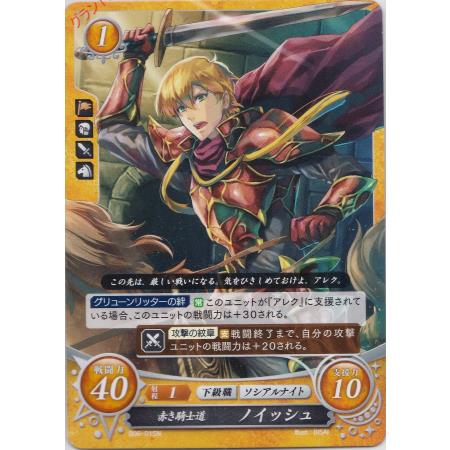 グラン
1
この先は、厳しい戦いになる。気をひきしめておけよ、アレク。
グリューンリッターの絆 常 このユニットが『アレク』に支援されて
いる場合、このユニットの戦闘力は＋30される。
攻撃の紋章 支 戦闘終了まで、自分の攻撃
ユニットの戦闘力は＋20される。
戦闘力
40
射程 1
下級職
ソシアルナイト
支援力
10
赤き騎士道
ノイッシュ